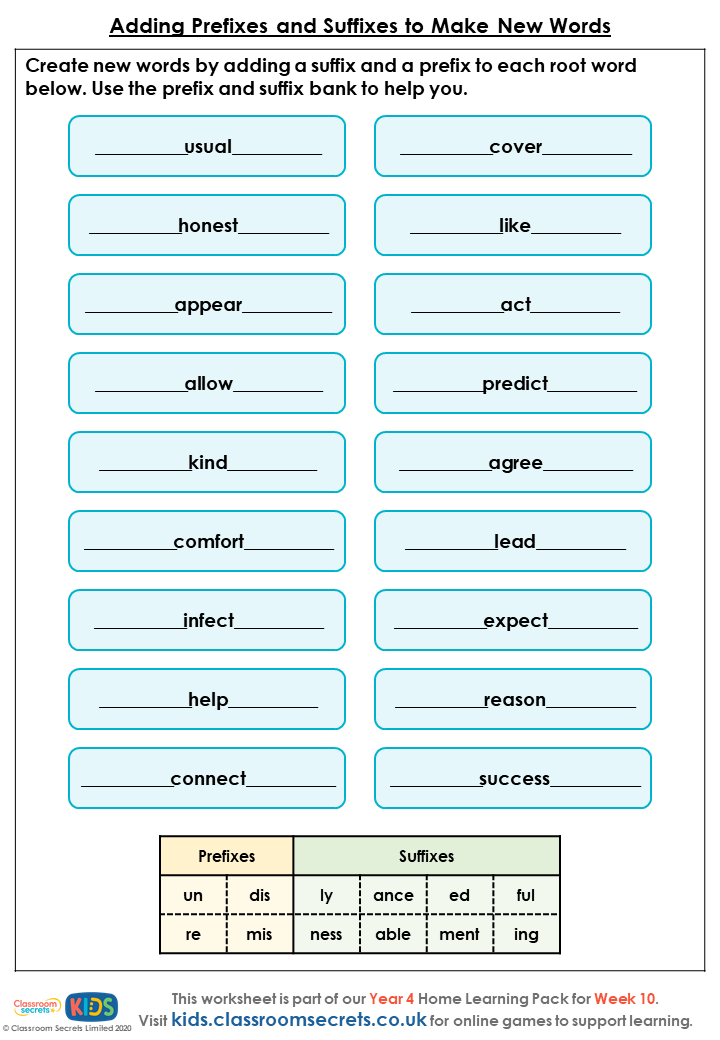 Adding Prefixes and Suffixes to Make New Words
Create new words by adding a suffix and a prefix to each root word
below. Use the prefix and suffix bank to help you.
_________usual_________ _________cover_________
_________honest_________ _________like_________
_________appear_________ _________act_________
_________allow_________ _________predict_________
_________kind_________ _________agree_________
_________comfort_________ _________lead_________
_________infect_________ _________expect_________
_________help_________ _________reason_________
_________connect_________ _________success_________
Prefixes Suffixes
un dis ly ance ed ful
re mis ness able ment ing
Classroom
secrets
KIDS
© Classroom Secrets Limited 2020
This worksheet is part of our Year 4 Home Learning Pack for Week 10.
Visit kids.classroomsecrets.co.uk for online games to support learning.